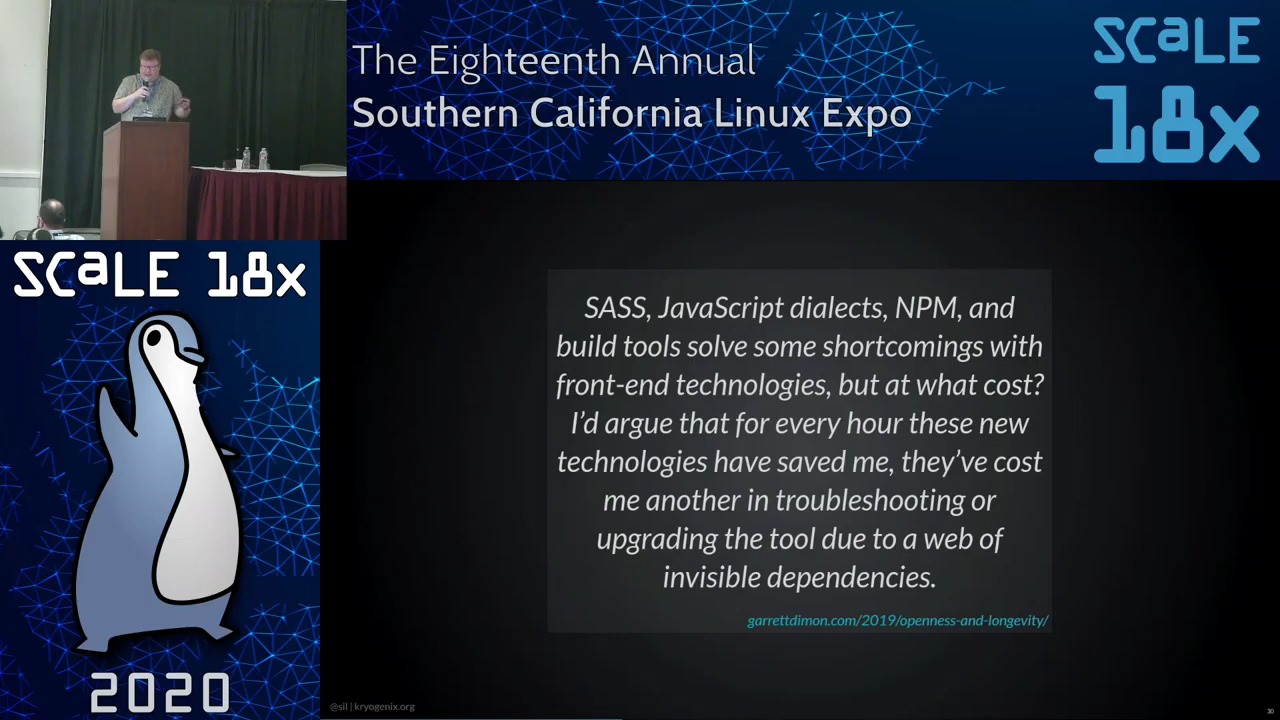 The Eighteenth Annual
Southern California Linux Expo
SCaLE
18x
SCaLE 18x
2020
SASS, JavaScript dialects, NPM, and
build tools solve some shortcomings with
front-end technologies, but at what cost?
I’d argue that for every hour these new
technologies have saved me, they’ve cost
me another in troubleshooting or
upgrading the tool due to a web of
invisible dependencies.
garrettdimon.com/2019/openness-and-longevity/
@sil | kryogenix.org
30